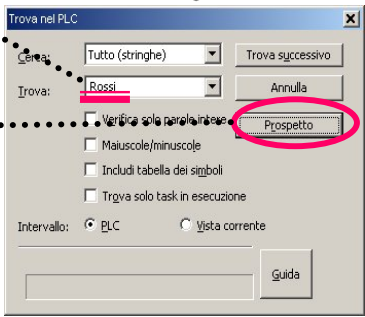 Trova nel PLC
Cerca: Tutto (stringhe) Trova successivo
Trova: Rossi Annulla
Verifica solo parole intere Prospetto
Maiuscole/minuscole
Includi tabella dei simboli
Trova solo task in esecuzione
Intervallo: PLC Vista corrente
Guida